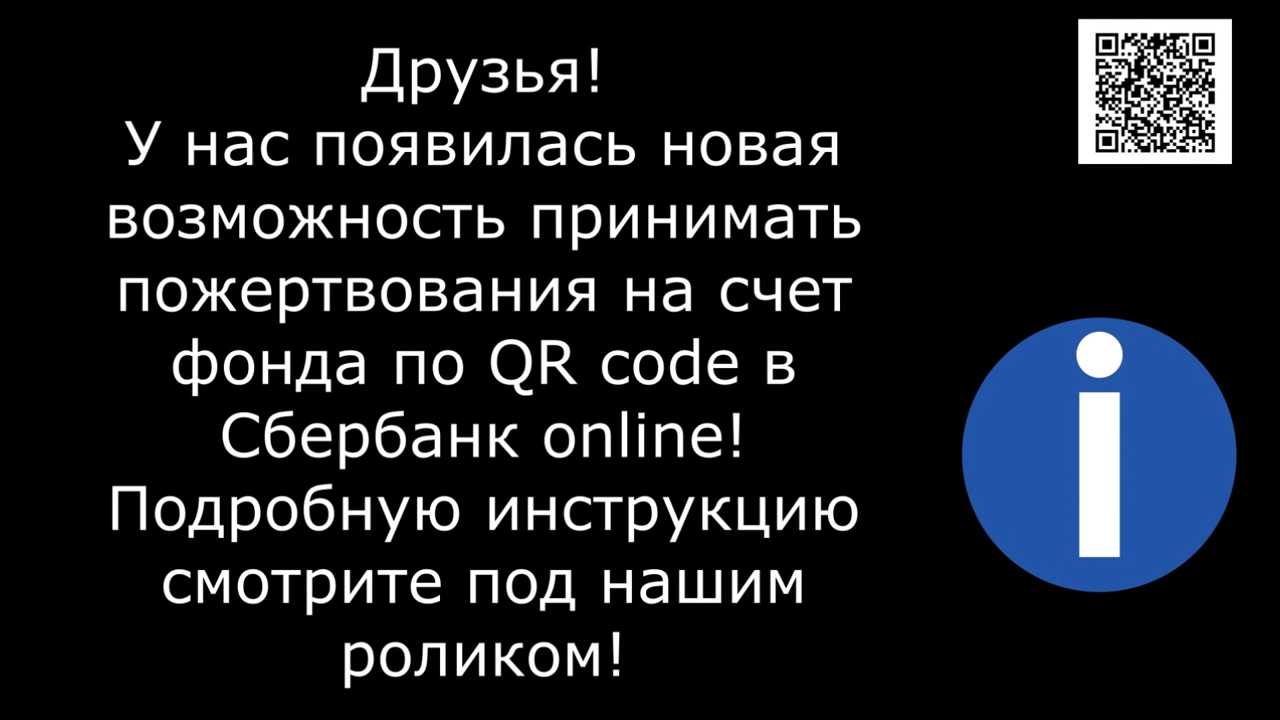 Друзья!
У нас появилась новая
возможность принимать
пожертвования на счет
фонда по QR code в
Сбербанк online!
Подробную инструкцию
смотрите под нашим
роликом!